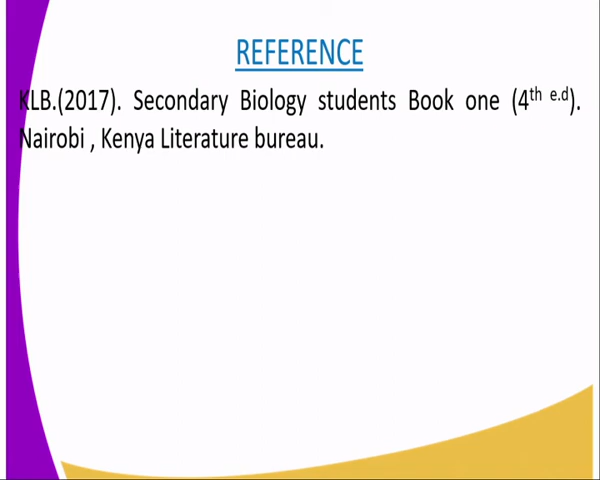 REFERENCE
KLB.(2017). Secondary Biology students Book one (4th e.d).
Nairobi , Kenya Literature bureau.